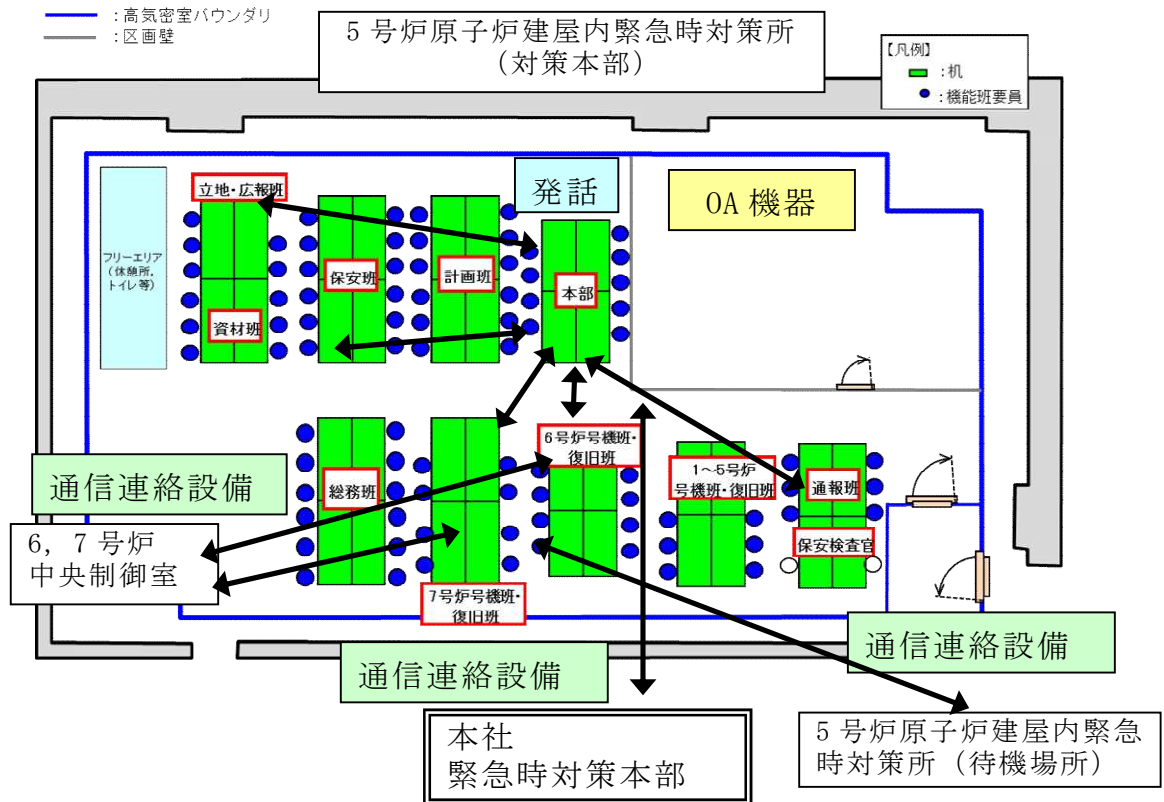 ：高気密室バウンダリ
：区画壁
5号炉原子炉建屋内緊急時対策所
（対策本部）
【凡例】
：机
：機能班要員
発話
OA機器
立地・広報班
フリーエリア
（休憩所,
トイレ等）
保安班
計画班
本部
資材班
6号炉号機班・
復旧班
1～5号炉
号機班・復旧班
通信連絡設備
総務班
通報班
6,7号炉
中央制御室
保安検査官
7号炉号機班・
復旧班
通信連絡設備
通信連絡設備
本社
緊急時対策本部
5号炉原子炉建屋内緊急
時対策所（待機場所）